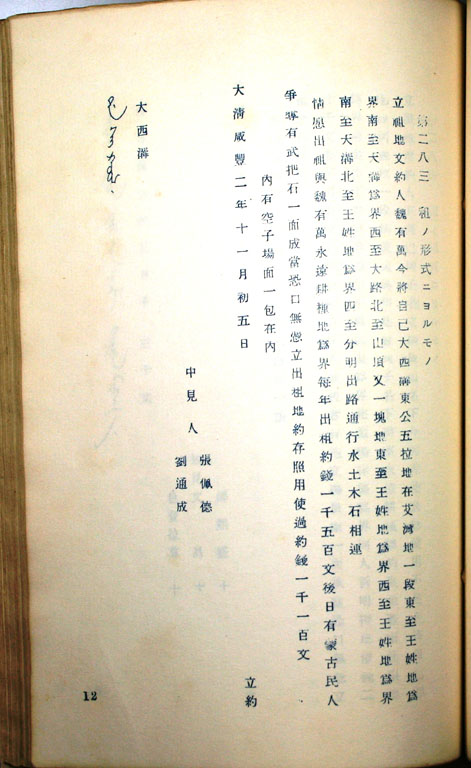 第二八三 租ノ形式ニヨルモノ
立租地文約人魏有萬今將自己大西溝東公五拉地在艾灣地一段東至王姓地爲
界南至天溝爲界西至大路北至山頂又一塊地東至王姓地爲界西至王姓地爲界
南至天溝北至王姓地爲界四至分明出路通行水土木石相連
情愿出租與魏有萬永遠耕種地爲界每年出租約錢一千五百文後日有蒙古民人
爭奪有武把石一面成當恐口無憑立出租地約存照用使過約錢一千一百文
內有空子場面一包在內
大淸咸豐二年十一月初五日 立約
中見人 張佩德
劉通成
大西溝
12